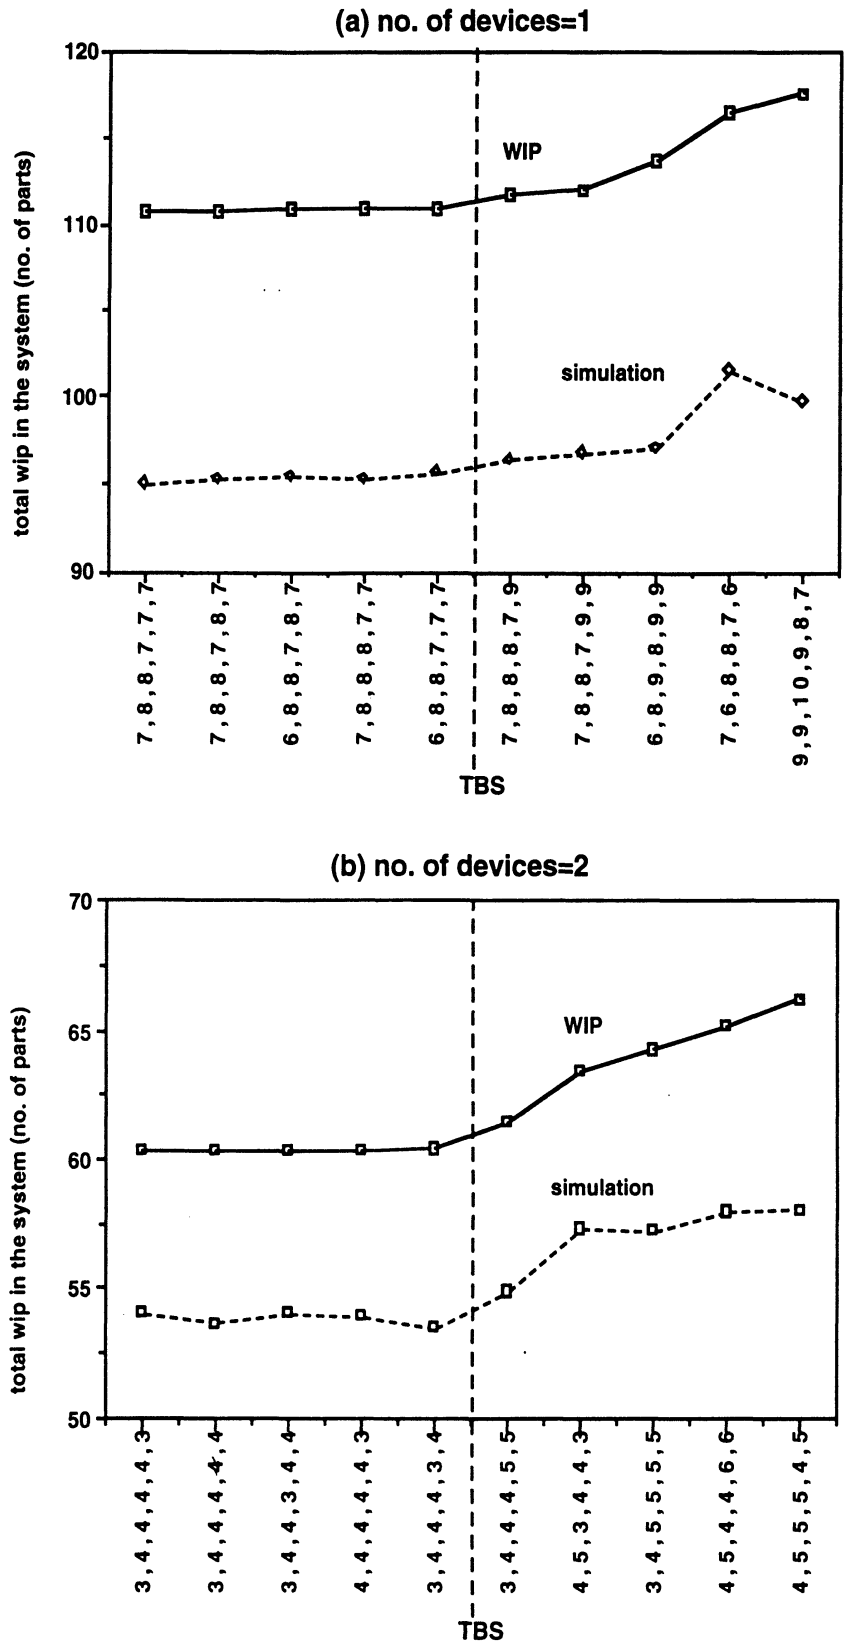 (a) no. of devices=1
total wip in the system (no. of parts)
120
110
100
90
WIP
simulation
7,8,8,7,7,7
7,8,8,7,8,7
6,8,8,7,8,7
7,8,8,8,7,7
6,8,8,7,7,7
7,8,8,8,7,9
7,8,8,7,9,9
6,8,9,8,9,9
7,6,8,8,7,6
9,9,10,9,8,7
TBS
(b) no. of devices=2
total wip in the system (no. of parts)
70
65
60
55
50
WIP
simulation
3,4,4,4,4,3
3,4,4,4,4,4
3,4,4,3,4,4
4,4,4,4,4,3
3,4,4,4,3,4
3,4,4,4,5,5
4,5,3,4,4,3
3,4,5,5,5,5
4,5,4,4,6,6
4,5,5,5,4,5
TBS